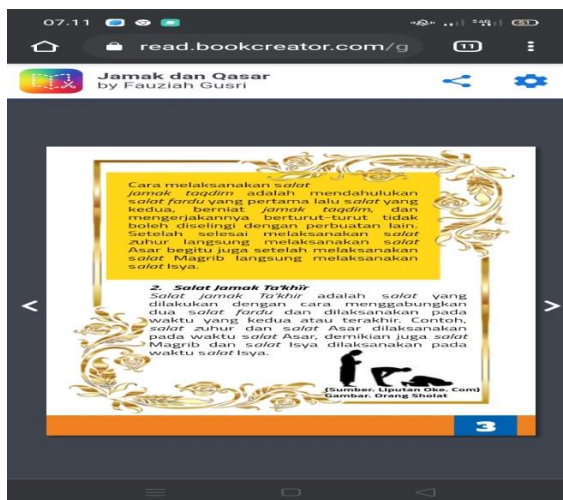 07.11
51
read.bookcreator.com/g
11
Jamak dan Qasar
by Fauziah Gusri
Cara melaksanakan salat
jamak taqdim adalah mendahulukan
salat fardu yang pertama lalu salat yang
kedua, berniat jamak taqdim, dan
mengerjakannya berturut-turut tidak
boleh diselingi dengan perbuatan lain.
Setelah selesai melaksanakan salat
zuhur langsung melaksanakan salat
Asar begitu juga setelah melaksanakan
salat Magrib langsung melaksanakan
salat Isya.
2. Salat Jamak Ta'khir
Salat jamak Ta'khir adalah salat yang
dilakukan dengan cara menggabungkan
dua salat fardu dan dilaksanakan pada
waktu yang kedua atau terakhir. Contoh,
salat zuhur dan salat Asar dilaksanakan
pada waktu salat Asar, demikian juga salat
Magrib dan salat Isya dilaksanakan pada
waktu salat Isya.
(Sumber. Liputan Oke. Com)
Gambar. Orang Sholat
3